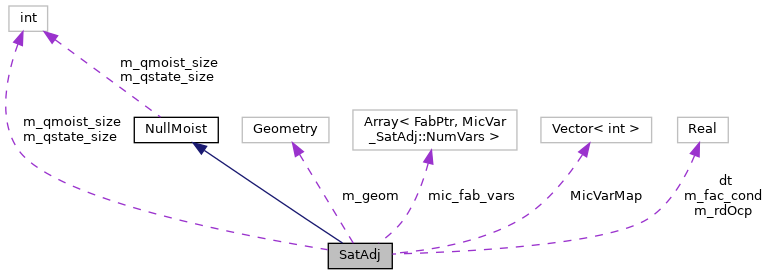 int
m_qmoist_size
m_qstate_size
m_qmoist_size
m_qstate_size
NullMoist
Geometry
Array< FabPtr, MicVar
_SatAdj::NumVars >
Vector< int >
Real
m_geom
mic_fab_vars
MicVarMap
dt
m_fac_cond
m_rdOcp
SatAdj